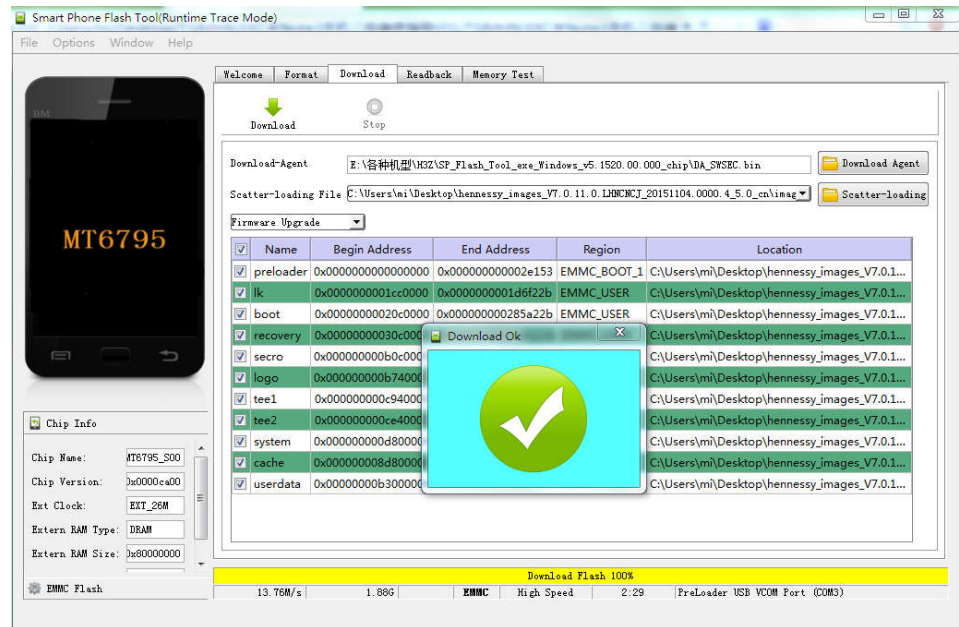 Smart Phone Flash Tool(Runtime Trace Mode)
File Options Window Help
Welcome Format Download Readback Memory Test
BM
Download Stop
Download-Agent E:\各种机型\H3Z\SP_Flash_Tool_exe_Windows_v5.1520.00.000_chip\DA_SWSEC.bin Download Agent
Scatter-loading File C:\Users\mi\Desktop\hennessy_images_V7.0.11.0.LHNCNCJ_20151104.0000.4_5.0_cn\imag Scatter-loading
Firmware Upgrade
MT6795
Name Begin Address End Address Region Location
preloader 0x0000000000000000 0x000000000002e153 EMMC_BOOT_1 C:\Users\mi\Desktop\hennessy_images_V7.0.1...
lk 0x0000000001cc0000 0x0000000001d6f22b EMMC_USER C:\Users\mi\Desktop\hennessy_images_V7.0.1...
boot 0x00000000020c0000 0x000000000285a22b EMMC_USER C:\Users\mi\Desktop\hennessy_images_V7.0.1...
recovery 0x00000000030c000 C:\Users\mi\Desktop\hennessy_images_V7.0.1...
Download Ok
secro 0x000000000b0c000 C:\Users\mi\Desktop\hennessy_images_V7.0.1...
logo 0x000000000b74000 C:\Users\mi\Desktop\hennessy_images_V7.0.1...
tee1 0x000000000c94000 C:\Users\mi\Desktop\hennessy_images_V7.0.1...
tee2 0x000000000ce4000 C:\Users\mi\Desktop\hennessy_images_V7.0.1...
system 0x000000000d80000 C:\Users\mi\Desktop\hennessy_images_V7.0.1...
cache 0x000000008d80000 C:\Users\mi\Desktop\hennessy_images_V7.0.1...
userdata 0x00000000b300000 C:\Users\mi\Desktop\hennessy_images_V7.0.1...
Chip Info
Chip Name: MT6795_S00
Chip Version: 0x0000ca00
Ext Clock: EXT_26M
Extern RAM Type: DRAM
Extern RAM Size: 0x80000000
EMMC Flash
Download Flash 100%
13.76M/s 1.88G EMMC High Speed 2:29 PreLoader USB VCOM Port (COM3)